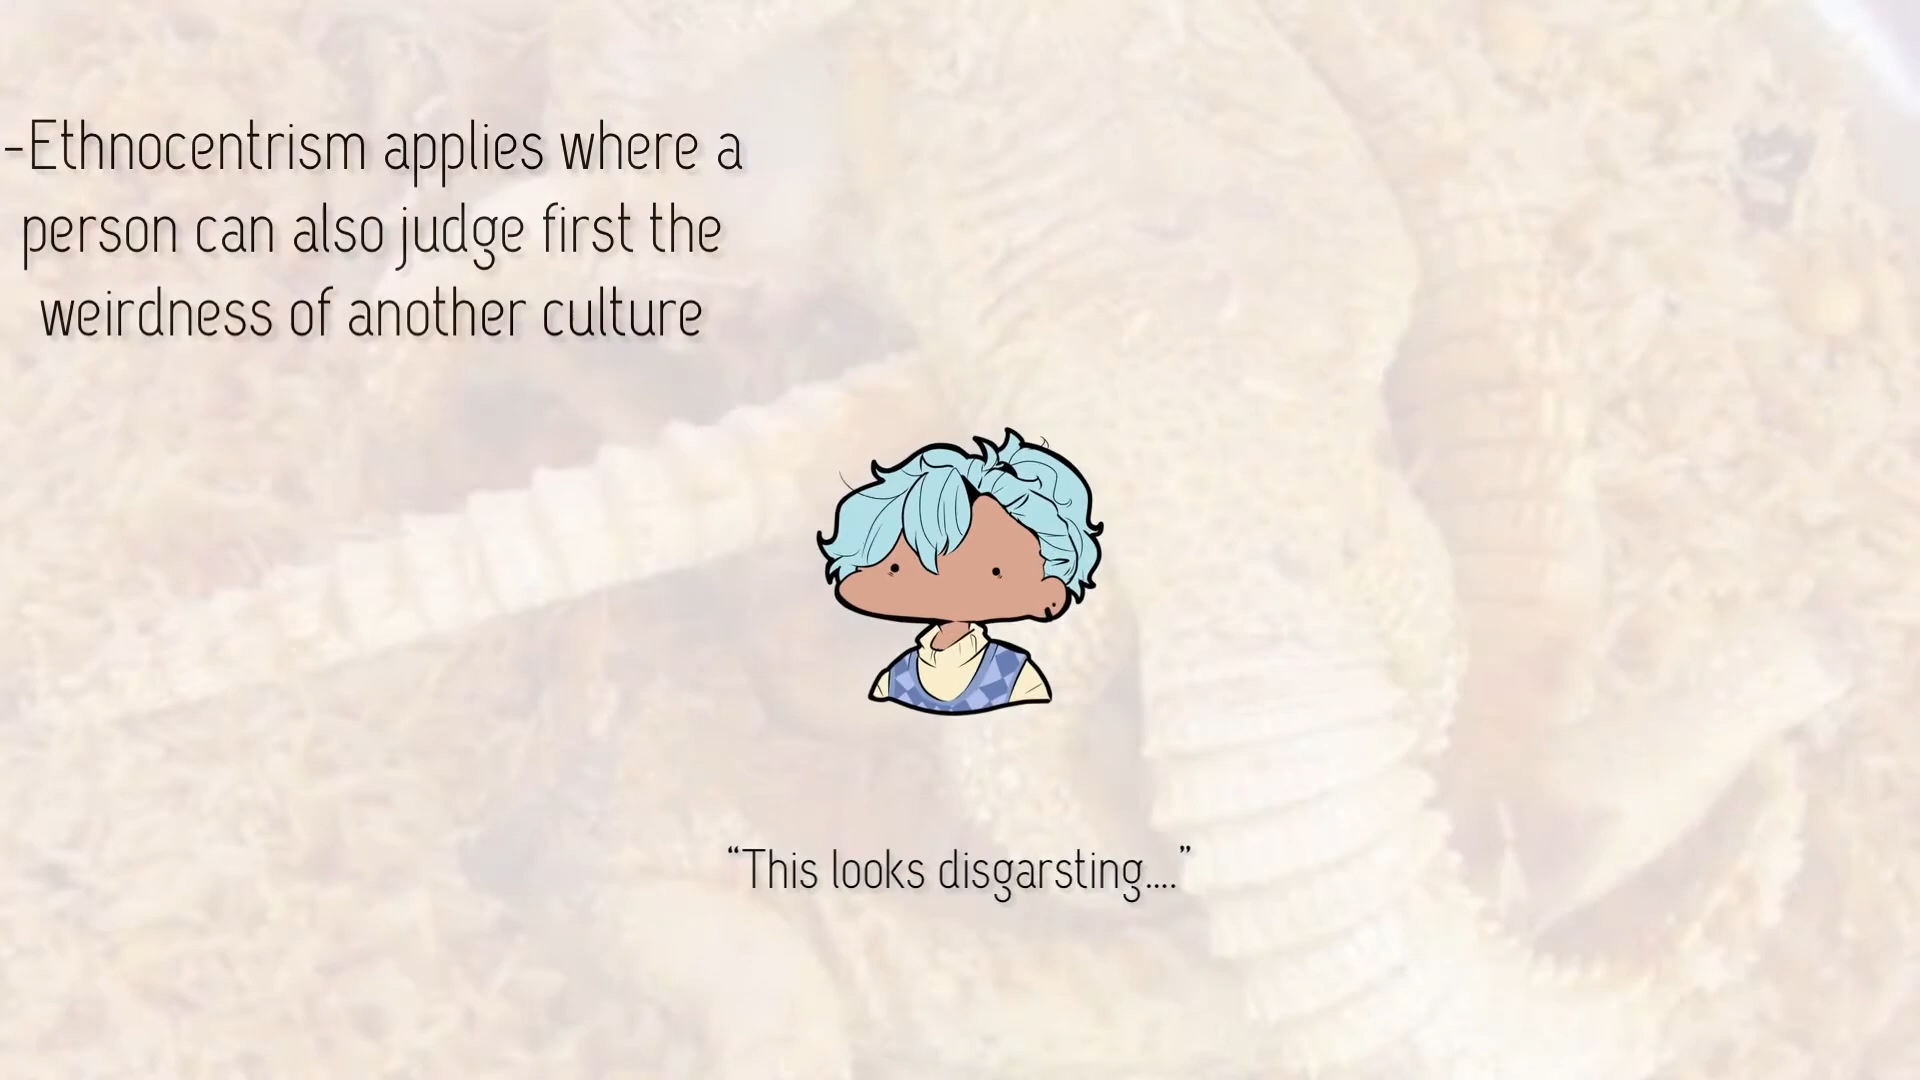 -Ethnocentrism applies where a
person can also judge first the
weirdness of another culture
“This looks disgarsting....”